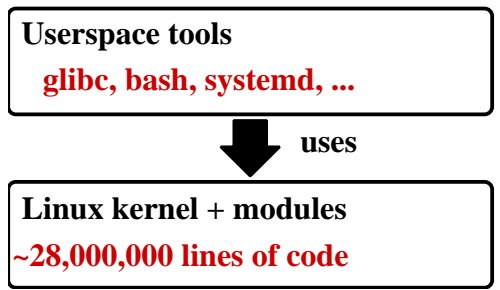 Userspace tools
glibc, bash, systemd, ...
uses
Linux kernel + modules
~28,000,000 lines of code